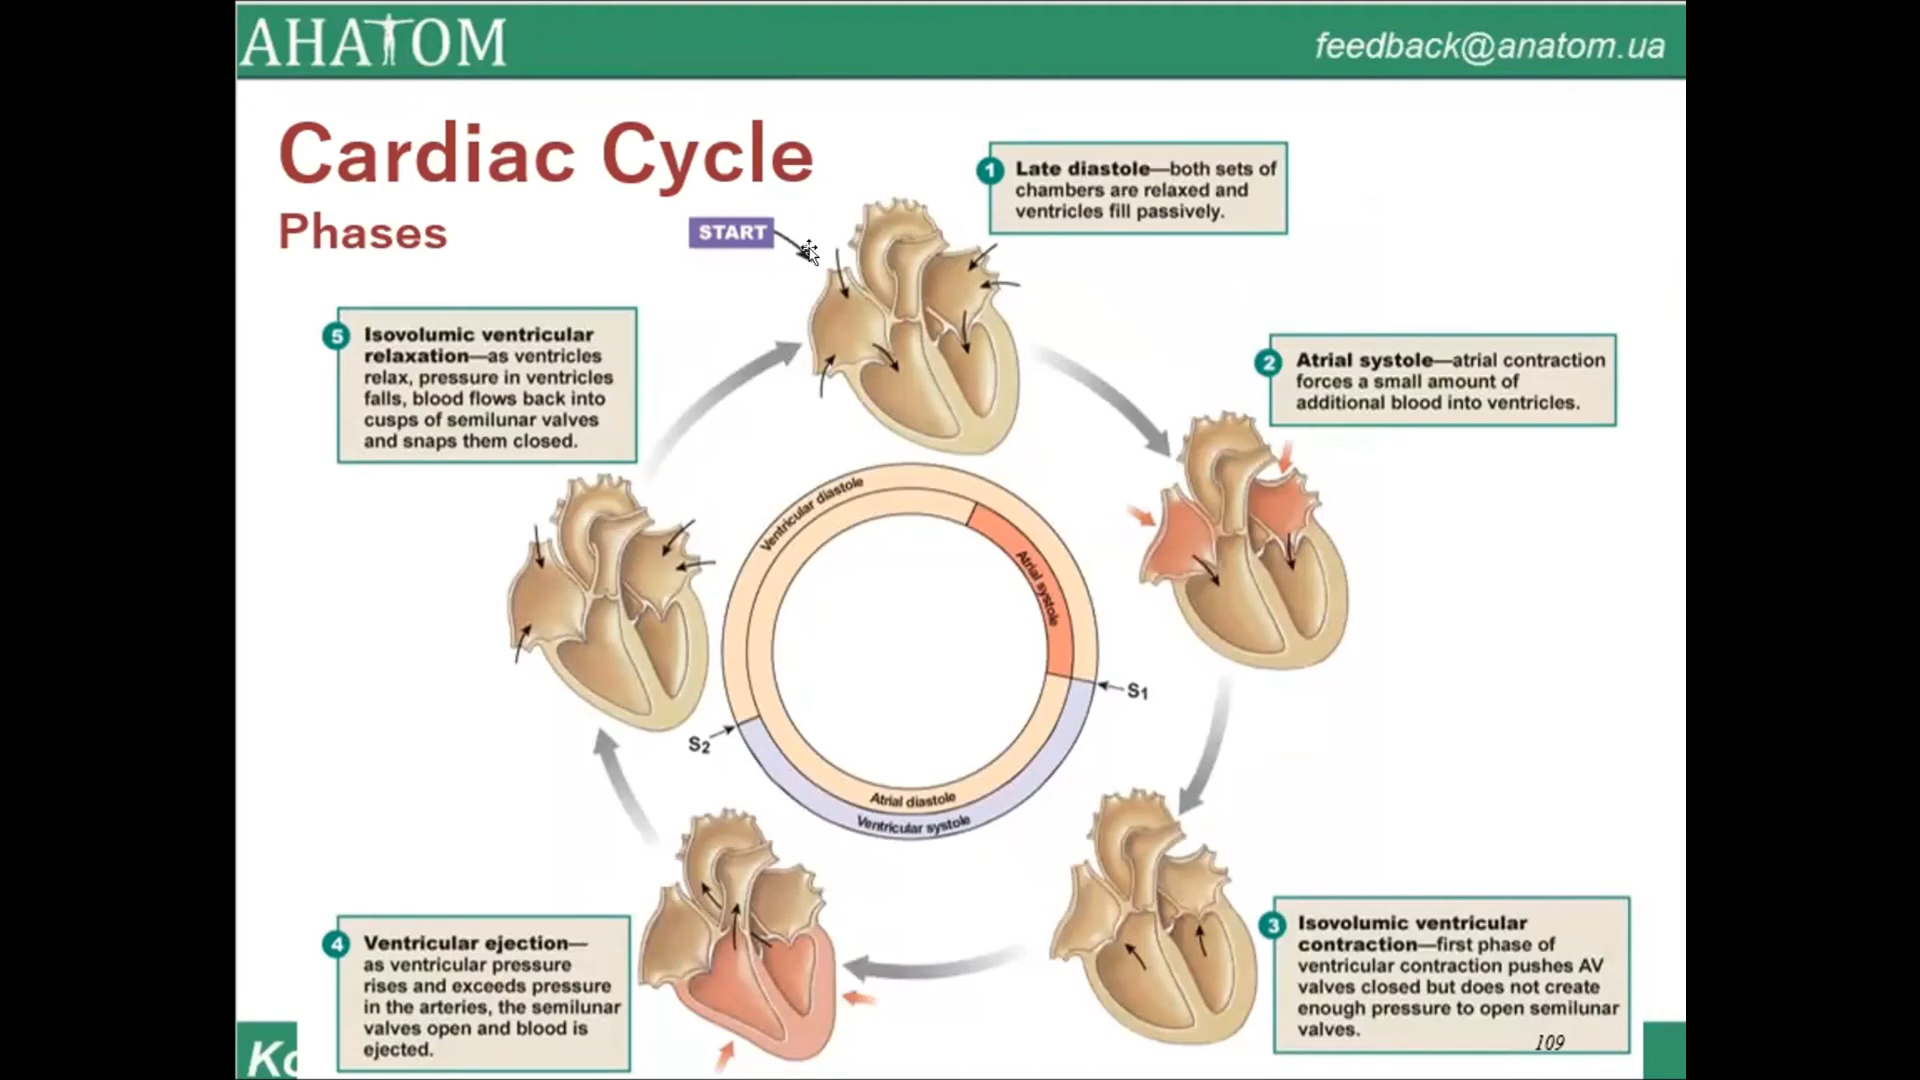 АНАТОМ
feedback@anatom.ua
Cardiac Cycle
Phases
START
1
Late diastole—both sets of
chambers are relaxed and
ventricles fill passively.
2
Atrial systole—atrial contraction
forces a small amount of
additional blood into ventricles.
5
Isovolumic ventricular
relaxation—as ventricles
relax, pressure in ventricles
falls, blood flows back into
cusps of semilunar valves
and snaps them closed.
Ventricular diastole
Atrial systole
S1
S2
Atrial diastole
Ventricular systole
3
Isovolumic ventricular
contraction—first phase of
ventricular contraction pushes AV
valves closed but does not create
enough pressure to open semilunar
valves.
4
Ventricular ejection—
as ventricular pressure
rises and exceeds pressure
in the arteries, the semilunar
valves open and blood is
ejected.
109